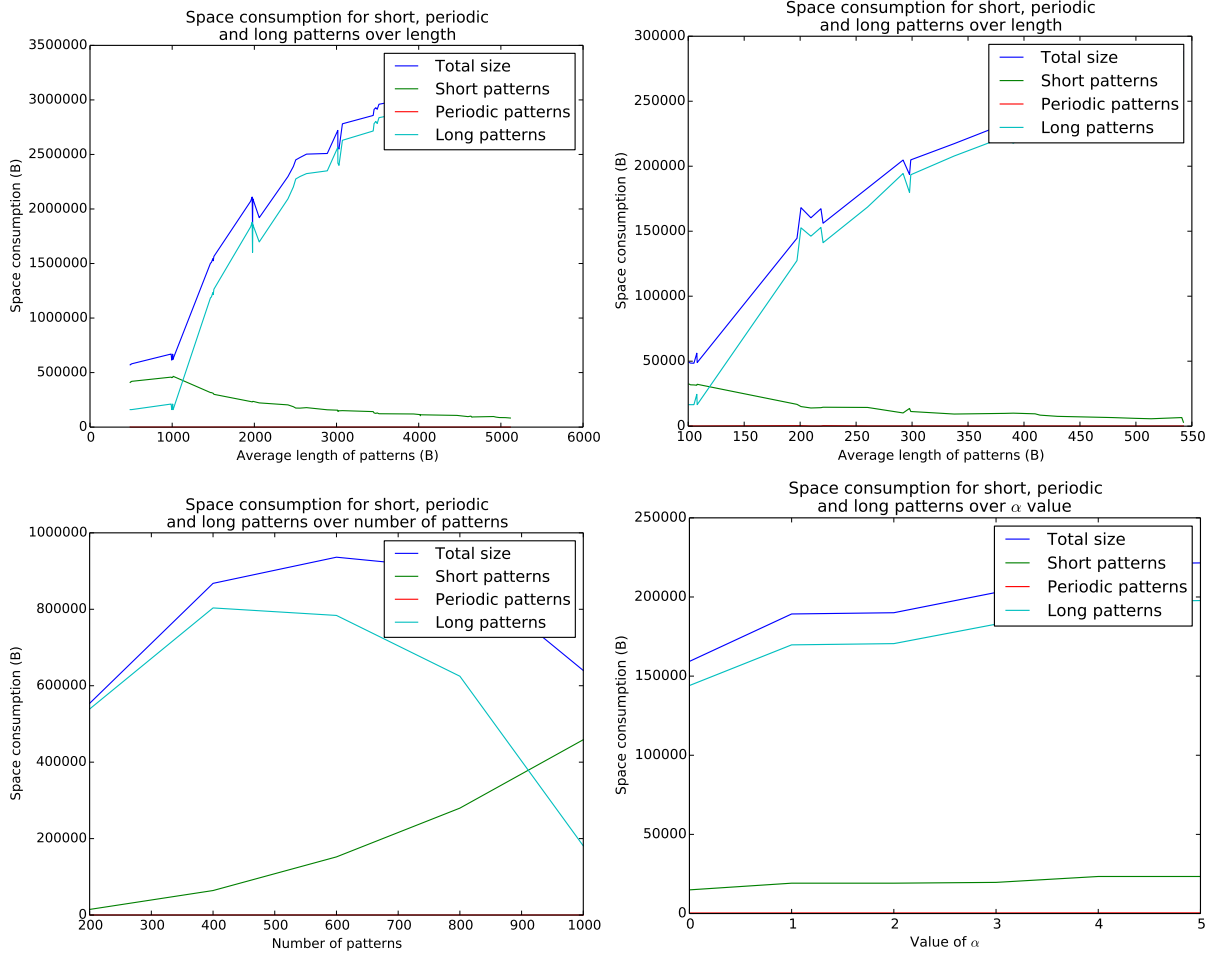 Space consumption for short, periodic
and long patterns over length
3500000
3000000
2500000
2000000
1500000
1000000
500000
0
Space consumption (B)
Total size
Short patterns
Periodic patterns
Long patterns
0 1000 2000 3000 4000 5000 6000
Average length of patterns (B)
Space consumption for short, periodic
and long patterns over length
300000
250000
200000
150000
100000
50000
0
Space consumption (B)
Total size
Short patterns
Periodic patterns
Long patterns
100 150 200 250 300 350 400 450 500 550
Average length of patterns (B)
Space consumption for short, periodic
and long patterns over number of patterns
1000000
800000
600000
400000
200000
0
Space consumption (B)
Total size
Short patterns
Periodic patterns
Long patterns
200 300 400 500 600 700 800 900 1000
Number of patterns
Space consumption for short, periodic
and long patterns over α value
250000
200000
150000
100000
50000
0
Space consumption (B)
Total size
Short patterns
Periodic patterns
Long patterns
0 1 2 3 4 5
Value of α